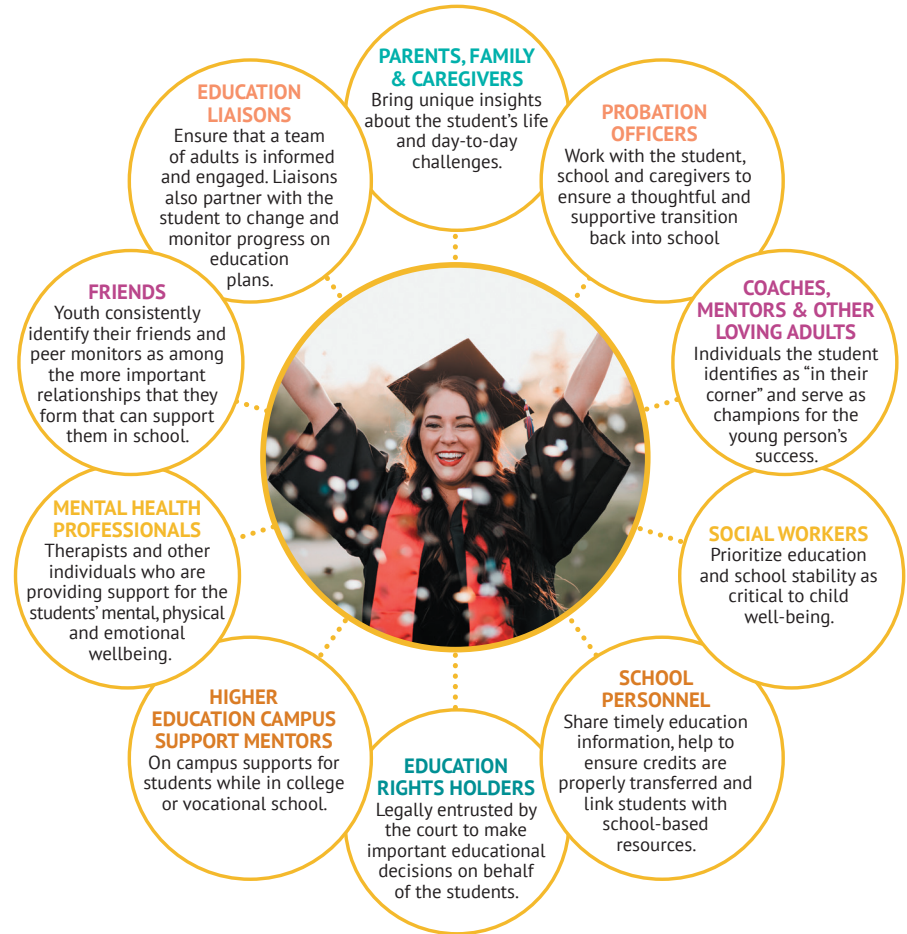 PARENTS, FAMILY
& CAREGIVERS
Bring unique insights
about the student’s life
and day-to-day
challenges.
PROBATION
OFFICERS
Work with the student,
school and caregivers to
ensure a thoughtful and
supportive transition
back into school
COACHES,
MENTORS & OTHER
LOVING ADULTS
Individuals the student
identifies as “in their
corner” and serve as
champions for the
young person’s
success.
SOCIAL WORKERS
Prioritize education
and school stability as
critical to child
well-being.
SCHOOL
PERSONNEL
Share timely education
information, help to
ensure credits are
properly transferred and
link students with
school-based
resources.
EDUCATION
RIGHTS HOLDERS
Legally entrusted by
the court to make
important educational
decisions on behalf
of the students.
HIGHER
EDUCATION CAMPUS
SUPPORT MENTORS
On campus supports for
students while in college
or vocational school.
MENTAL HEALTH
PROFESSIONALS
Therapists and other
individuals who are
providing support for the
students’ mental, physical
and emotional
wellbeing.
FRIENDS
Youth consistently
identify their friends and
peer monitors as among
the more important
relationships that they
form that can support
them in school.
EDUCATION
LIAISONS
Ensure that a team
of adults is informed
and engaged. Liaisons
also partner with the
student to change and
monitor progress on
education
plans.